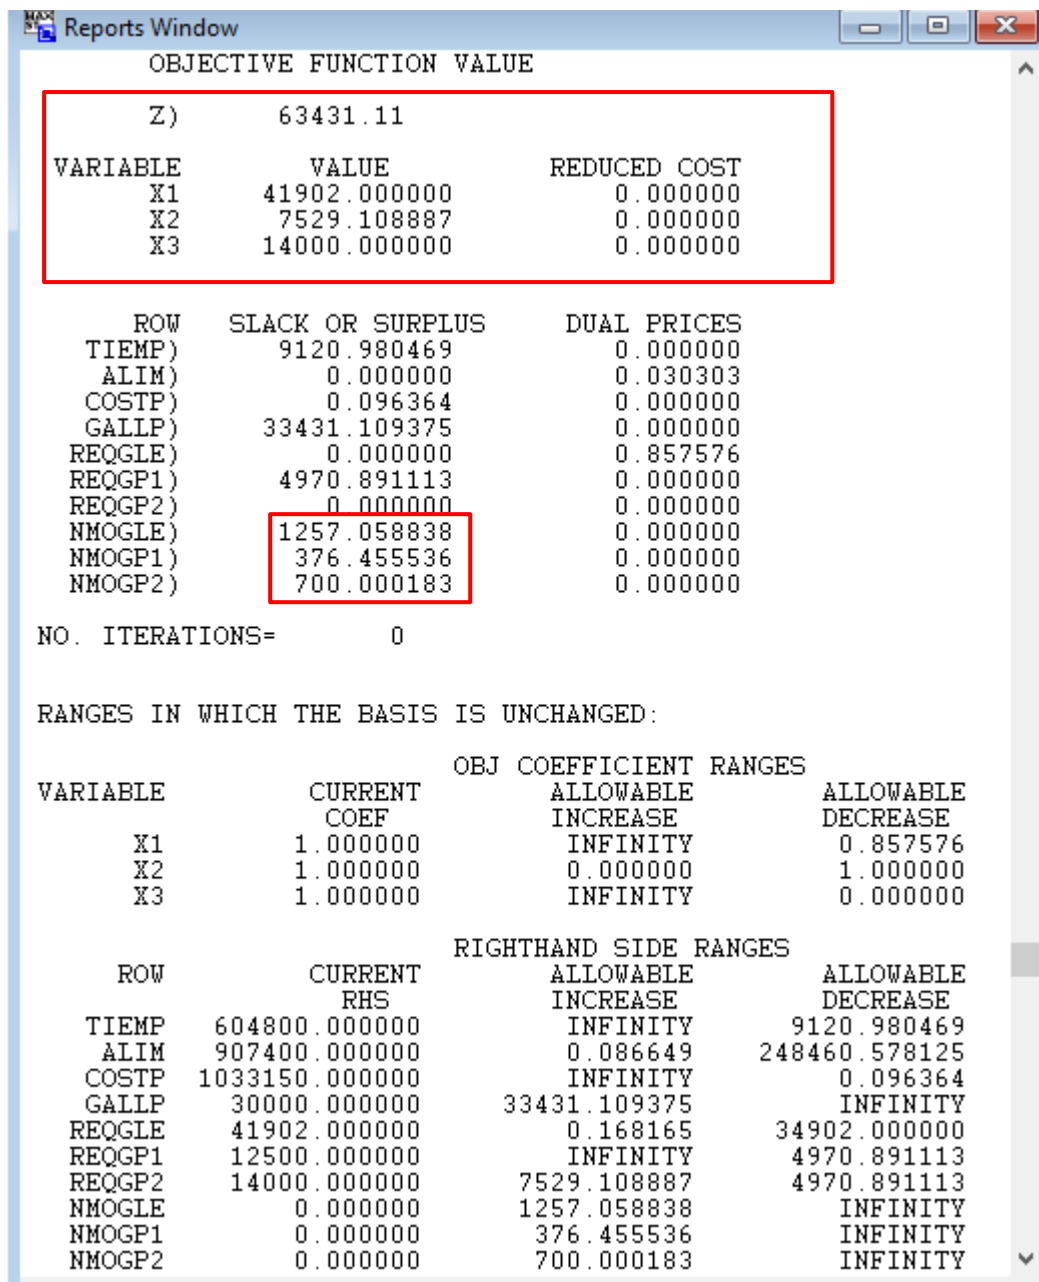 Reports Window
OBJECTIVE FUNCTION VALUE
Z) 63431.11
VARIABLE VALUE REDUCED COST
X1 41902.000000 0.000000
X2 7529.108887 0.000000
X3 14000.000000 0.000000
ROW SLACK OR SURPLUS DUAL PRICES
TIEMP) 9120.980469 0.000000
ALIM) 0.000000 0.030303
COSTP) 0.096364 0.000000
GALLP) 33431.109375 0.000000
REQGLE) 0.000000 0.857576
REQGP1) 4970.891113 0.000000
REQGP2) 0.000000 0.000000
NMOGLE) 1257.058838 0.000000
NMOGP1) 376.455536 0.000000
NMOGP2) 700.000183 0.000000
NO. ITERATIONS= 0
RANGES IN WHICH THE BASIS IS UNCHANGED:
OBJ COEFFICIENT RANGES
VARIABLE CURRENT ALLOWABLE ALLOWABLE
COEF INCREASE DECREASE
X1 1.000000 INFINITY 0.857576
X2 1.000000 0.000000 1.000000
X3 1.000000 INFINITY 0.000000
RIGHTHAND SIDE RANGES
ROW CURRENT ALLOWABLE ALLOWABLE
RHS INCREASE DECREASE
TIEMP 604800.000000 INFINITY 9120.980469
ALIM 907400.000000 0.086649 248460.578125
COSTP 1033150.000000 INFINITY 0.096364
GALLP 30000.000000 33431.109375 INFINITY
REQGLE 41902.000000 0.168165 34902.000000
REQGP1 12500.000000 INFINITY 4970.891113
REQGP2 14000.000000 7529.108887 4970.891113
NMOGLE 0.000000 1257.058838 INFINITY
NMOGP1 0.000000 376.455536 INFINITY
NMOGP2 0.000000 700.000183 INFINITY